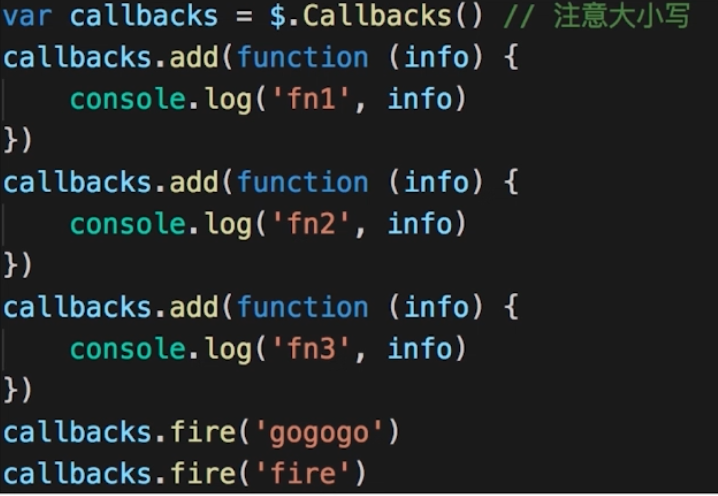 var callbacks = $.Callbacks() // 注意大小写
callbacks.add(function (info) {
    console.log('fn1', info)
})
callbacks.add(function (info) {
    console.log('fn2', info)
})
callbacks.add(function (info) {
    console.log('fn3', info)
})
callbacks.fire('gogogo')
callbacks.fire('fire')